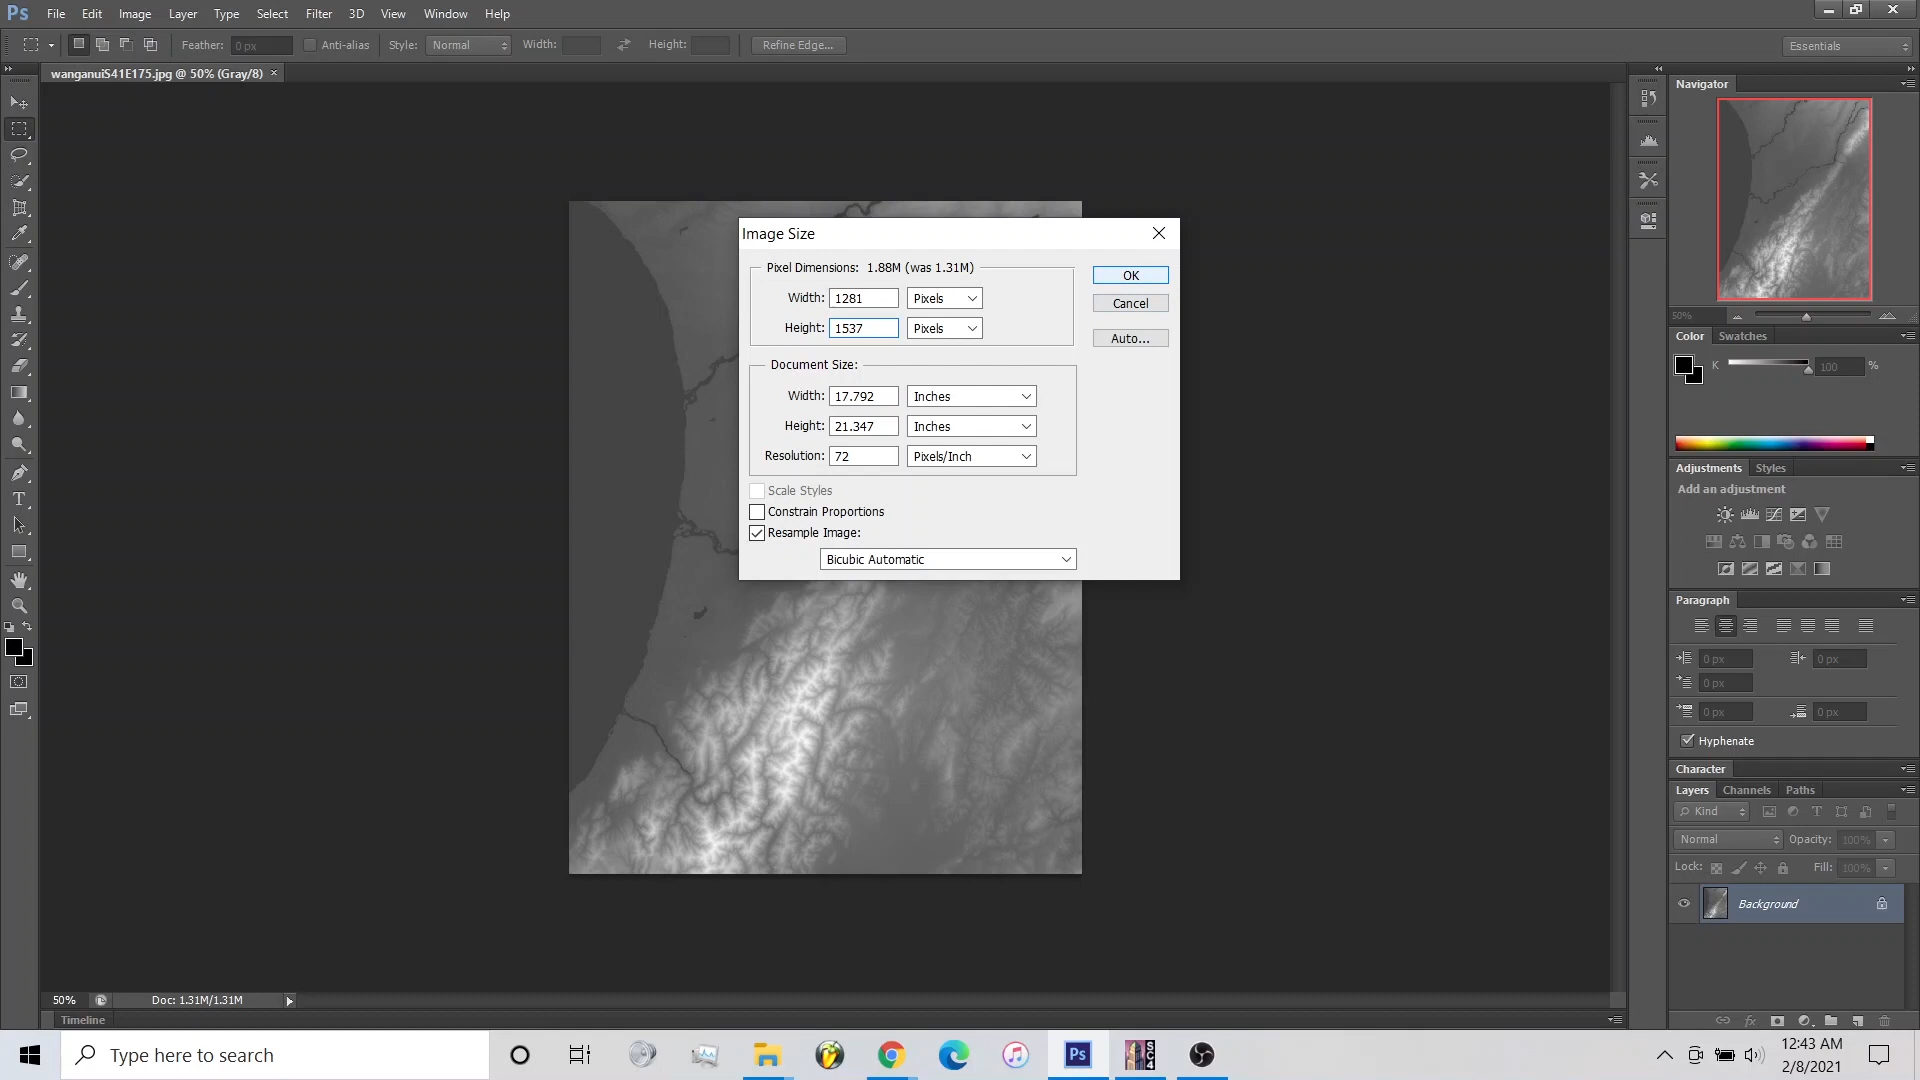 Ps File Edit Image Layer Type Select Filter 3D View Window Help
Feather: 0 px Anti-alias Style: Normal Width: Height: Refine Edge... Essentials
wanganuiS41E175.jpg @ 50% (Gray/8) ×
Navigator
50%
Image Size
Pixel Dimensions: 1.88M (was 1.31M)
Width: 1281 Pixels
Height: 1537 Pixels
Document Size:
Width: 17.792 Inches
Height: 21.347 Inches
Resolution: 72 Pixels/Inch
Scale Styles
Constrain Proportions
Resample Image:
Bicubic Automatic
OK
Cancel
Auto...
Color Swatches
K 100 %
Adjustments Styles
Add an adjustment
Paragraph
0 px 0 px
0 px
0 px 0 px
Hyphenate
Character
Layers Channels Paths
Kind
Normal Opacity: 100%
Lock: Fill: 100%
Background
T
50% Doc: 1.31M/1.31M
Timeline
Type here to search
Ps
SC4
12:43 AM
2/8/2021